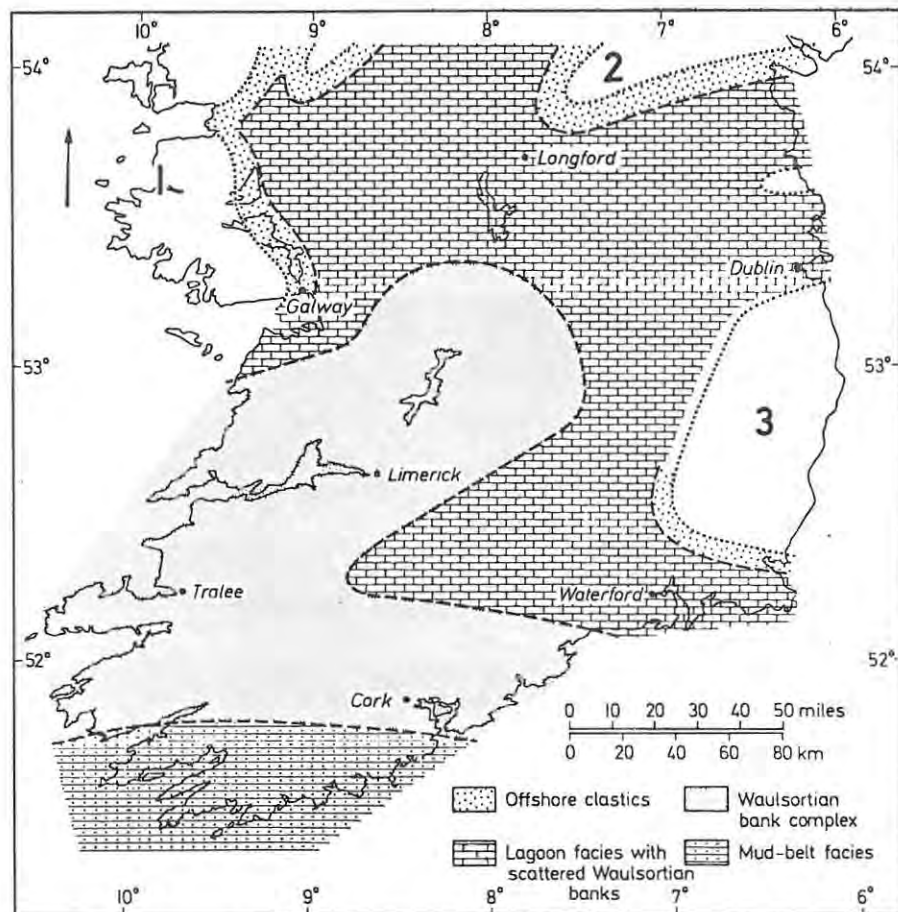 10° 9° 8° 7° 6°
54° 54°
2
1
Longford
Dublin
Galway
53° 53°
3
Limerick
Tralee
Waterford
52° 52°
Cork
0 10 20 30 40 50 miles
0 20 40 60 80 km
Offshore clastics
Waulsortian
bank complex
Lagoon facies with
scattered Waulsortian
banks
Mud-belt facies
10° 9° 8° 7° 6°